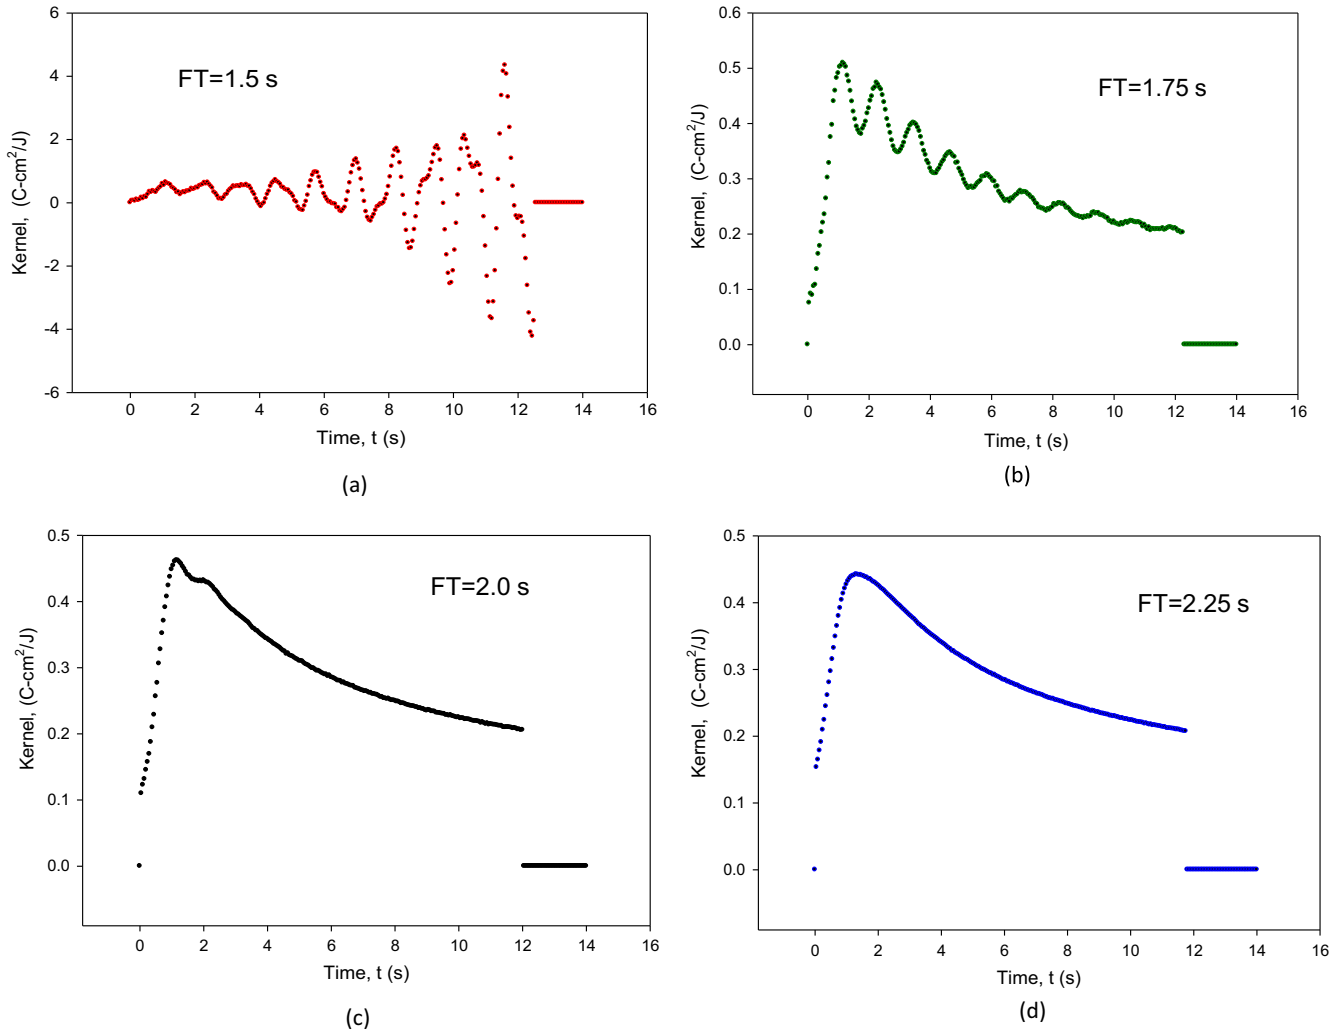 6
4
2
0
-2
-4
-6
Kernel, (C-cm²/J)
FT=1.5 s
0 2 4 6 8 10 12 14 16
Time, t (s)
(a)
0.6
0.5
0.4
0.3
0.2
0.1
0.0
Kernel, (C-cm²/J)
FT=1.75 s
0 2 4 6 8 10 12 14 16
Time, t (s)
(b)
0.5
0.4
0.3
0.2
0.1
0.0
Kernel, (C-cm²/J)
FT=2.0 s
0 2 4 6 8 10 12 14 16
Time, t (s)
(c)
0.5
0.4
0.3
0.2
0.1
0.0
Kernel, (C-cm²/J)
FT=2.25 s
0 2 4 6 8 10 12 14 16
Time, t (s)
(d)